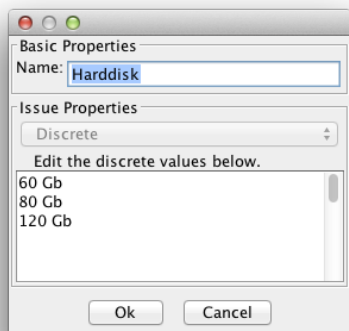 Basic Properties
Name: Harddisk
Issue Properties
Discrete
Edit the discrete values below.
60 Gb
80 Gb
120 Gb
Ok Cancel